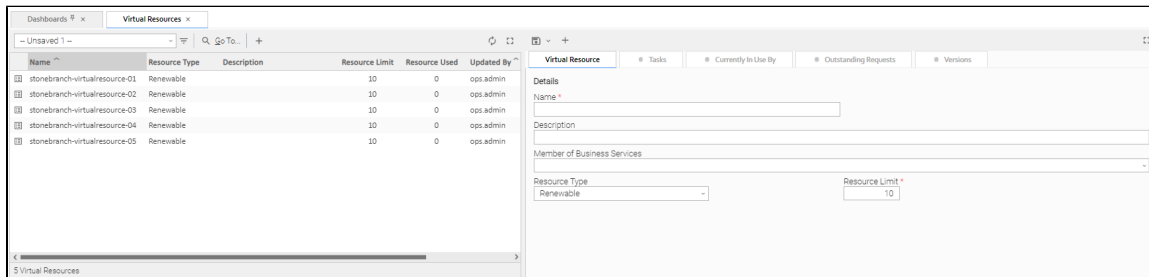 Dashboards
Virtual Resources
-- Unsaved 1 --
Go To...
Name
Resource Type
Description
Resource Limit
Resource Used
Updated By
stonebranch-virtualresource-01 Renewable 10 0 ops.admin
stonebranch-virtualresource-02 Renewable 10 0 ops.admin
stonebranch-virtualresource-03 Renewable 10 0 ops.admin
stonebranch-virtualresource-04 Renewable 10 0 ops.admin
stonebranch-virtualresource-05 Renewable 10 0 ops.admin
5 Virtual Resources
Virtual Resource
Tasks
Currently In Use By
Outstanding Requests
Versions
Details
Name *
Description
Member of Business Services
Resource Type
Renewable
Resource Limit *
10